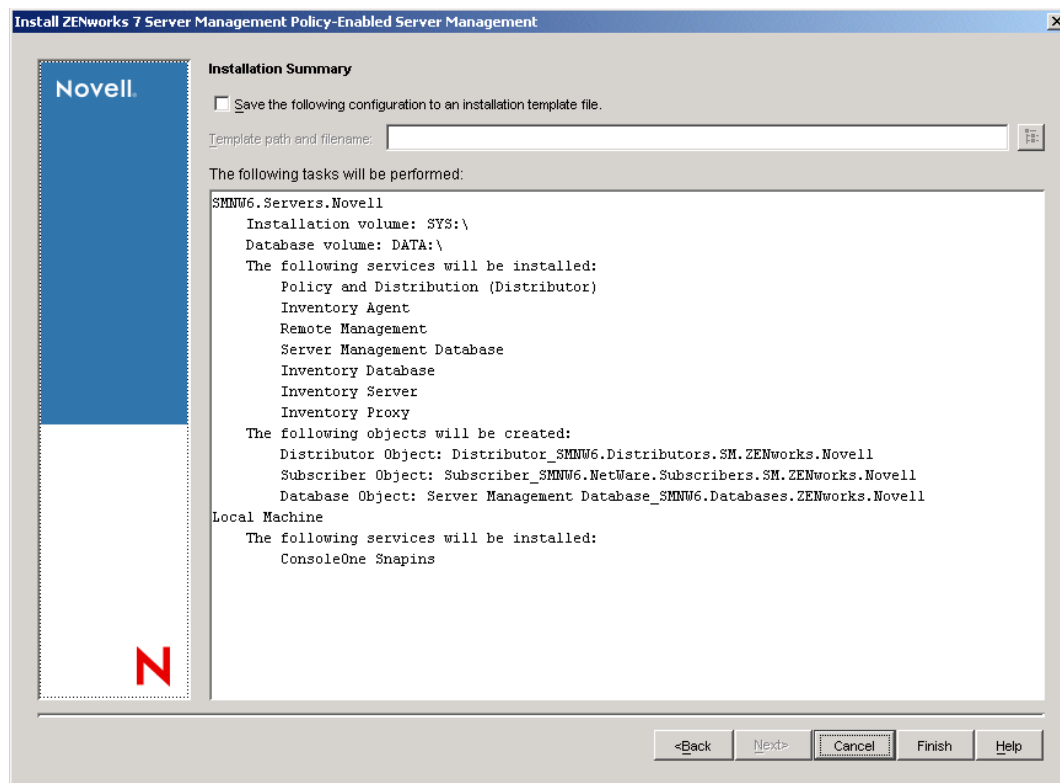 Install ZENworks 7 Server Management Policy-Enabled Server Management
Novell.
Installation Summary
Save the following configuration to an installation template file.
Template path and filename:
The following tasks will be performed:
SMNW6.Servers.Novell
Installation volume: SYS:\
Database volume: DATA:\
The following services will be installed:
Policy and Distribution (Distributor)
Inventory Agent
Remote Management
Server Management Database
Inventory Database
Inventory Server
Inventory Proxy
The following objects will be created:
Distributor Object: Distributor_SMNW6.Distributors.SM.ZENworks.Novell
Subscriber Object: Subscriber_SMNW6.NetWare.Subscribers.SM.ZENworks.Novell
Database Object: Server Management Database_SMNW6.Databases.ZENworks.Novell
Local Machine
The following services will be installed:
ConsoleOne Snapins
N
<Back Next> Cancel Finish Help